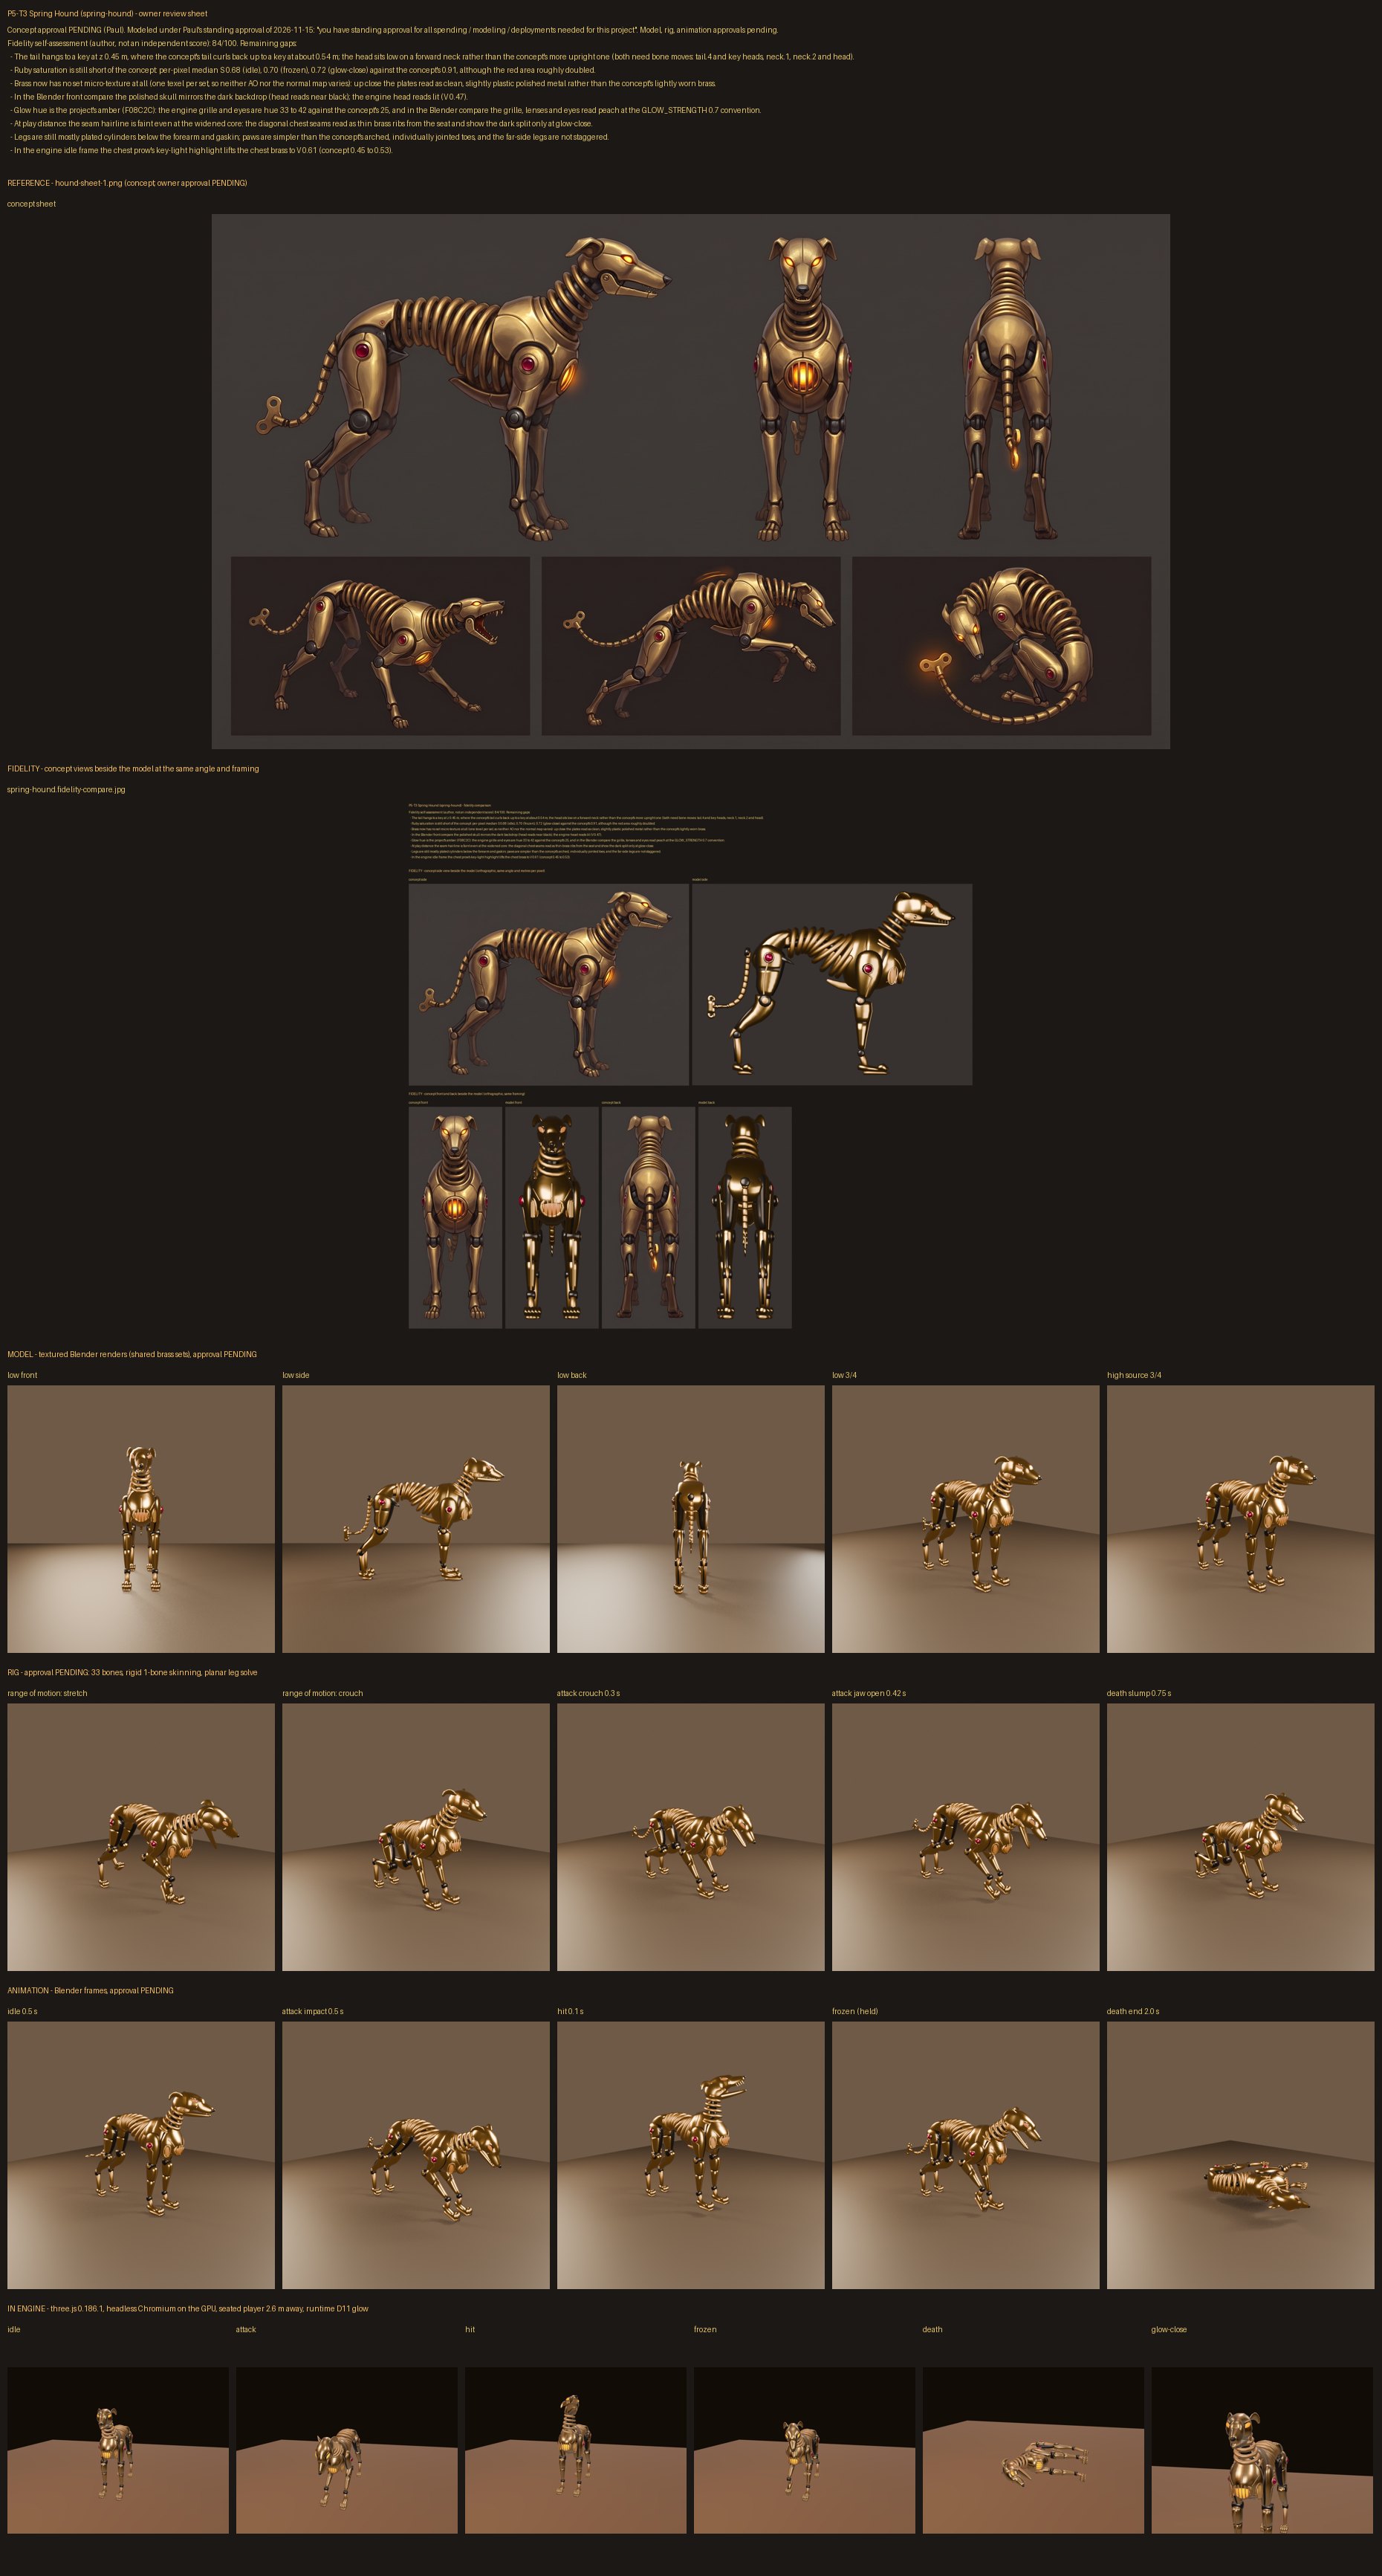 P5-T3 Spring Hound (spring-hound) - owner review sheet
Concept approval PENDING (Paul). Modeled under Paul's standing approval of 2026-11-15: "you have standing approval for all spending / modeling / deployments needed for this project". Model, rig, animation approvals pending.
Fidelity self-assessment (author, not an independent score): 84/100. Remaining gaps:
- The tail hangs to a key at z 0.45 m, where the concept's tail curls back up to a key at about 0.54 m; the head sits low on a forward neck rather than the concept's more upright one (both need bone moves: tail.4 and key heads, neck.1, neck.2 and head).
- Ruby saturation is still short of the concept: per-pixel median S 0.68 (idle), 0.70 (frozen), 0.72 (glow-close) against the concept's 0.91, although the red area roughly doubled.
- Brass now has no set micro-texture at all (one texel per set, so neither AO nor the normal map varies): up close the plates read as clean, slightly plastic polished metal rather than the concept's lightly worn brass.
- In the Blender front compare the polished skull mirrors the dark backdrop (head reads near black); the engine head reads lit (V 0.47).
- Glow hue is the project's amber (F08C2C): the engine grille and eyes are hue 33 to 42 against the concept's 25, and in the Blender compare the grille, lenses and eyes read peach at the GLOW_STRENGTH 0.7 convention.
- At play distance the seam hairline is faint even at the widened core: the diagonal chest seams read as thin brass ribs from the seat and show the dark split only at glow-close.
- Legs are still mostly plated cylinders below the forearm and gaskin; paws are simpler than the concept's arched, individually jointed toes, and the far-side legs are not staggered.
- In the engine idle frame the chest prow's key-light highlight lifts the chest brass to V 0.61 (concept 0.45 to 0.53).
REFERENCE - hound-sheet-1.png (concept, owner approval PENDING)
concept sheet
FIDELITY - concept views beside the model at the same angle and framing
spring-hound.fidelity-compare.jpg
MODEL - textured Blender renders (shared brass sets), approval PENDING
low front
low side
low back
low 3/4
high source 3/4
RIG - approval PENDING: 33 bones, rigid 1-bone skinning, planar leg solve
range of motion: stretch
range of motion: crouch
attack crouch 0.3 s
attack jaw open 0.42 s
death slump 0.75 s
ANIMATION - Blender frames, approval PENDING
idle 0.5 s
attack impact 0.5 s
hit 0.1 s
frozen (held)
death end 2.0 s
IN ENGINE - three.js 0.186.1, headless Chromium on the GPU, seated player 2.6 m away, runtime D11 glow
idle
attack
hit
frozen
death
glow-close